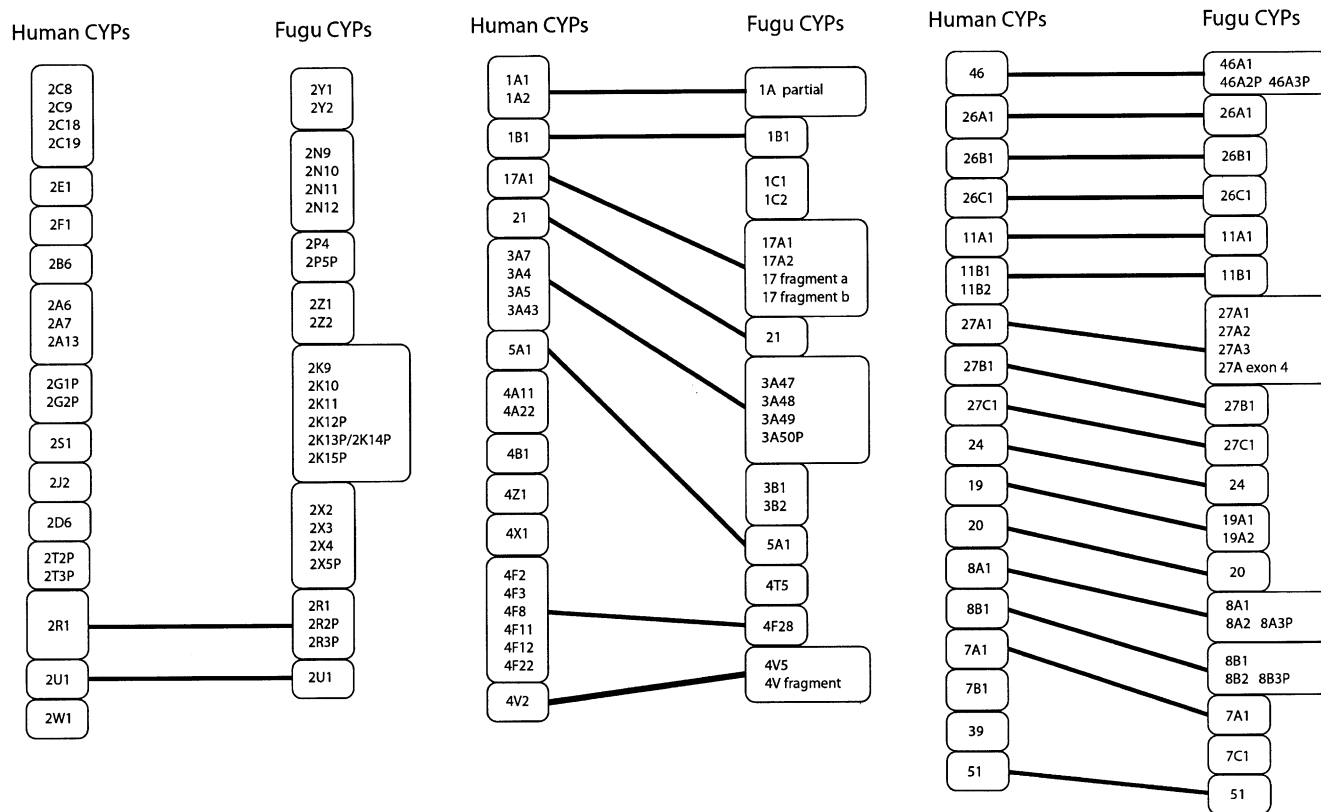 Human CYPs
2C8
2C9
2C18
2C19
2E1
2F1
2B6
2A6
2A7
2A13
2G1P
2G2P
2S1
2J2
2D6
2T2P
2T3P
2R1
2U1
2W1
Fugu CYPs
2Y1
2Y2
2N9
2N10
2N11
2N12
2P4
2P5P
2Z1
2Z2
2K9
2K10
2K11
2K12P
2K13P/2K14P
2K15P
2X2
2X3
2X4
2X5P
2R1
2R2P
2R3P
2U1
Human CYPs
1A1
1A2
1B1
17A1
21
3A7
3A4
3A5
3A43
5A1
4A11
4A22
4B1
4Z1
4X1
4F2
4F3
4F8
4F11
4F12
4F22
4V2
Fugu CYPs
1A partial
1B1
1C1
1C2
17A1
17A2
17 fragment a
17 fragment b
21
3A47
3A48
3A49
3A50P
3B1
3B2
5A1
4T5
4F28
4V5
4V fragment
Human CYPs
46
26A1
26B1
26C1
11A1
11B1
11B2
27A1
27B1
27C1
24
19
20
8A1
8B1
7A1
7B1
39
51
Fugu CYPs
46A1
46A2P 46A3P
26A1
26B1
26C1
11A1
11B1
27A1
27A2
27A3
27A exon 4
27B1
27C1
24
19A1
19A2
20
8A1
8A2 8A3P
8B1
8B2 8B3P
7A1
7C1
51